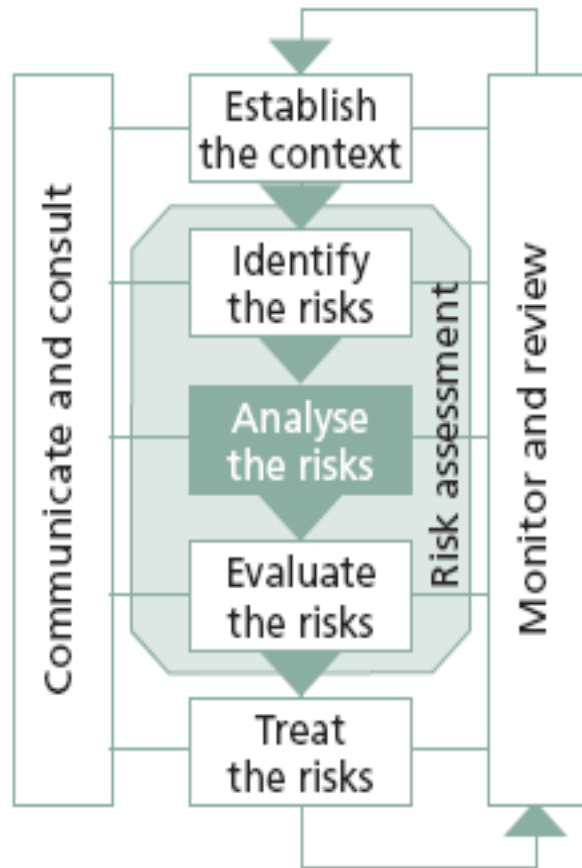 Communicate and consult
Establish
the context
Identify
the risks
Analyse
the risks
Evaluate
the risks
Risk assessment
Treat
the risks
Monitor and review